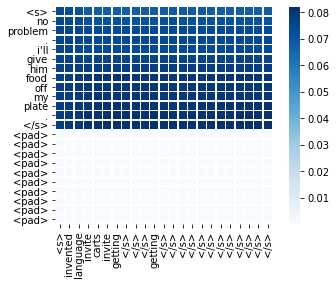 <s>
no
problem
.
i'll
give
him
food
off
my
plate
.
</s>
<pad>
<pad>
<pad>
<pad>
<pad>
<pad>
<pad>
<pad>
<pad>
<pad>
<s>
invented
language
invite
carts
invite
getting
</s>
</s>
</s>
getting
</s>
</s>
</s>
</s>
</s>
</s>
</s>
</s>
</s>
</s>
</s>
</s>
0.08
0.07
0.06
0.05
0.04
0.03
0.02
0.01